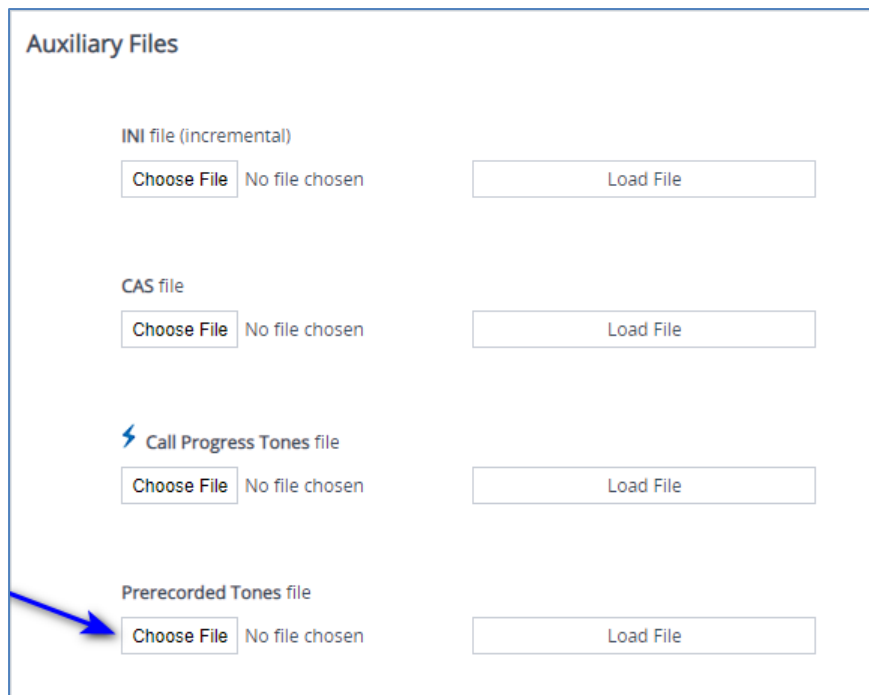 Auxiliary Files
INI file (incremental)
Choose File No file chosen Load File
CAS file
Choose File No file chosen Load File
Call Progress Tones file
Choose File No file chosen Load File
Prerecorded Tones file
Choose File No file chosen Load File